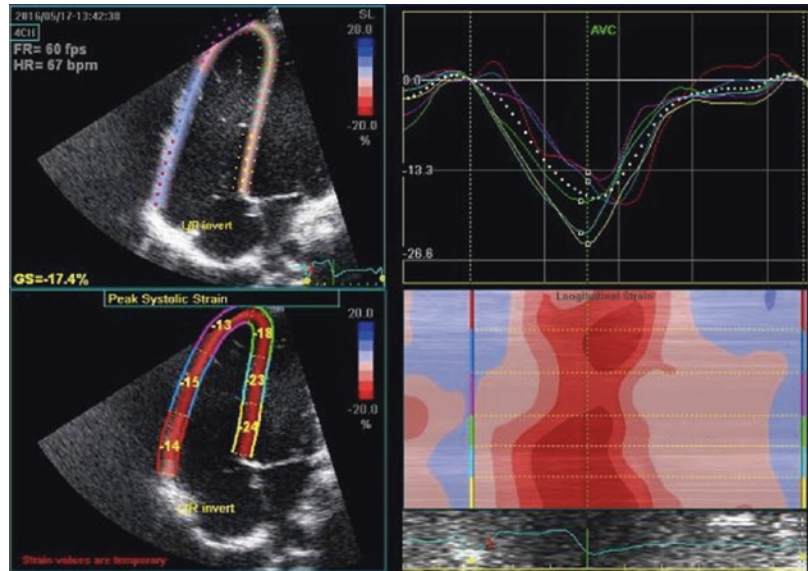 2016/05/17-13:42:38
4CH
FR= 60 fps
HR= 67 bpm
SL
20.0
-20.0
%
L/R invert
GS=-17.4%
AVC
0.0
-13.3
-26.6
Peak Systolic Strain
20.0
-20.0
%
-13
-18
-15
-23
-14
-24
L/R invert
Strain values are temporary
Longitudinal Strain